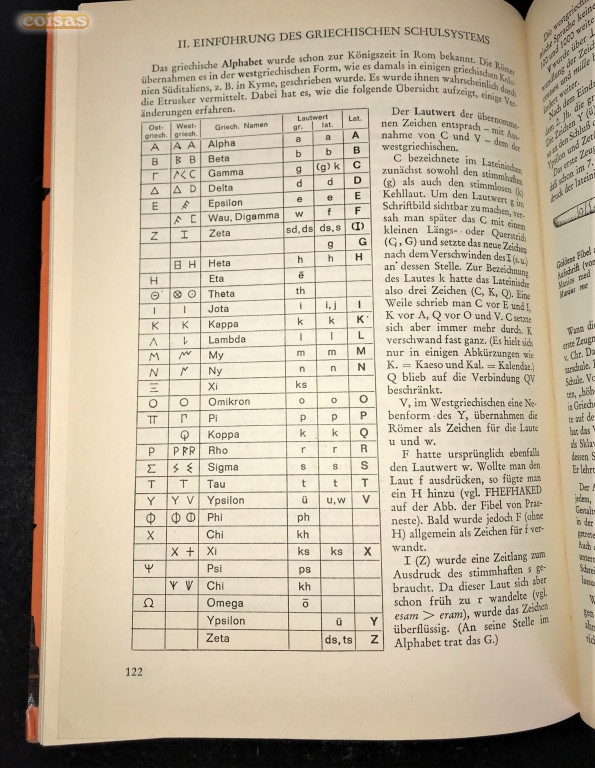 coisas
II. EINFÜHRUNG DES GRIECHISCHEN SCHULSYSTEMS
Das griechische Alphabet wurde schon zur Königszeit in Rom bekannt. Die Römer
übernahmen es in der westgriechischen Form, wie es damals in einigen griechischen Kolo-
nien Süditaliens, z. B. in Kyme, geschrieben wurde. Es wurde ihnen wahrscheinlich durch
die Etrusker vermittelt. Dabei hat es, wie die folgende Übersicht aufzeigt, einige Ver-
änderungen erfahren.
Ost-griech. West-griech. Griech. Namen Lautwert gr. lat. Lat.
Α Α Α Alpha a a A
Β Β Β Beta b b B
Γ Λ < C Gamma g (g) k C
Δ Δ D Delta d d D
Ε Epsilon e e E
C Wau, Digamma w f F
Ζ I Zeta sd, ds ds, s (I)
g G
日 H Heta h h H
Η Eta ē
Θ ⊗ ⊙ Theta th
Ι Ι Jota i i, j I
Κ Κ Kappa k k K
Λ Lambda l l L
Μ My m m M
Ν Ny n n N
Ξ Xi ks
Ο Ο Omikron o o O
Π Pi p p P
Ϙ Koppa k k Q
Ρ Ρ R Rho r r R
Σ Sigma s s S
Τ Τ Tau t t T
Υ Υ V Ypsilon ü u, w V
Φ Φ Phi ph
Χ Chi kh
Χ + Xi ks ks X
Ψ Psi ps
Ψ Chi kh
Ω Omega ō
Ypsilon ü Y
Zeta ds, ts Z
Der Lautwert der übernomme-
nen Zeichen entsprach – mit Aus-
nahme von C und V – dem der
westgriechischen.
C bezeichnete im Lateinischen
zunächst sowohl den stimmhaften
(g) als auch den stimmlosen (k)
Kehllaut. Um den Lautwert g im
Schriftbild sichtbar zu machen, ver-
sah man später das C mit einem
kleinen Längs- oder Querstrich
(Ç, G) und setzte das neue Zeichen
nach dem Verschwinden des I (s. u.)
an dessen Stelle. Zur Bezeichnung
des Lautes k hatte das Lateinische
also drei Zeichen (C, K, Q). Eine
Weile schrieb man C vor E und I,
K vor A, Q vor O und V. C setzte
sich aber immer mehr durch. K
verschwand fast ganz. (Es hielt sich
nur in einigen Abkürzungen wie
K. = Kaeso und Kal. = Kalendae.)
Q blieb auf die Verbindung QV
beschränkt.
V, im Westgriechischen eine Ne-
benform des Y, übernahmen die
Römer als Zeichen für die Laute
u und w.
F hatte ursprünglich ebenfalls
den Lautwert w. Wollte man den
Laut f ausdrücken, so fügte man
ein H hinzu (vgl. FHEFHAKED
auf der Abb. der Fibel von Prae-
neste). Bald wurde jedoch F (ohne
H) allgemein als Zeichen für f ver-
wandt.
I (Z) wurde eine Zeitlang zum
Ausdruck des stimmhaften s ge-
braucht. Da dieser Laut sich aber
schon früh zu r wandelte (vgl.
esam > eram), wurde das Zeichen
überflüssig. (An seine Stelle im
Alphabet trat das G.)
122